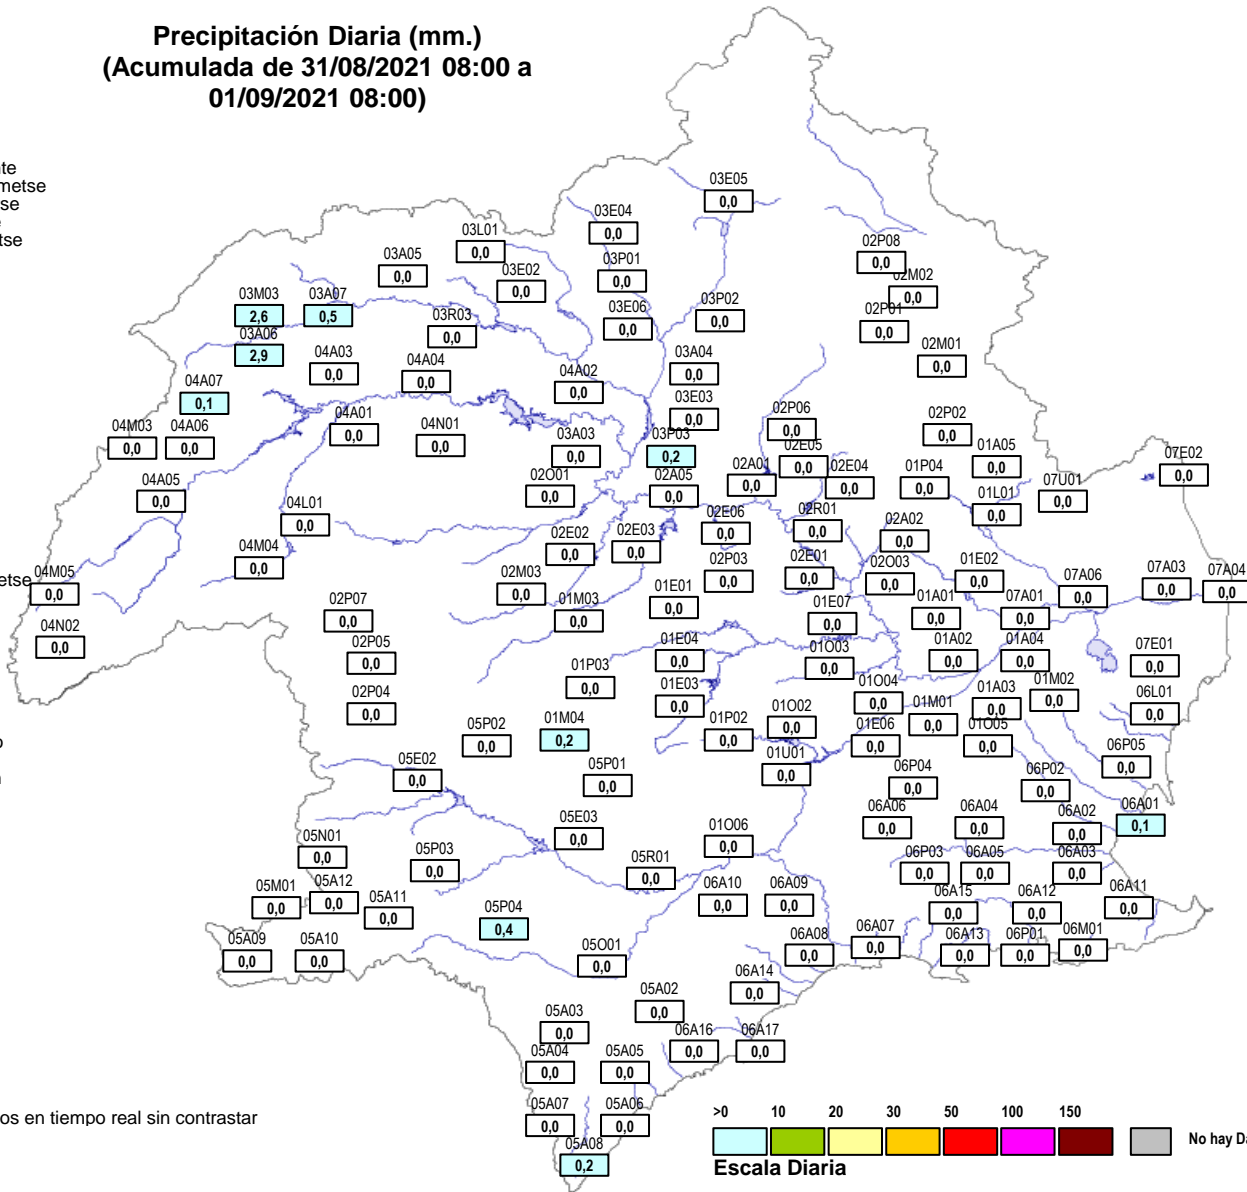 Precipitación Diaria (mm.)
(Acumulada de 31/08/2021 08:00 a
01/09/2021 08:00)
nte
metse
se
e
tse
metse
o
n
03E05
0,0
03E04
0,0
03L01
0,0
03A05
0,0
03E02
0,0
03P01
0,0
02P08
0,0
02M02
0,0
03M03
2,6
03A07
0,5
03R03
0,0
03E06
0,0
03P02
0,0
02P01
0,0
03A06
2,9
04A03
0,0
04A04
0,0
04A02
0,0
03A04
0,0
02M01
0,0
04A07
0,1
03E03
0,0
04M03
0,0
04A06
0,0
04A01
0,0
04N01
0,0
03A03
0,0
03P03
0,2
02P06
0,0
02P02
0,0
02E05
0,0
01A05
0,0
07E02
0,0
04A05
0,0
02O01
0,0
02A05
0,0
02A01
0,0
02E04
0,0
01P04
0,0
07U01
0,0
04L01
0,0
01L01
0,0
02E06
0,0
02R01
0,0
02A02
0,0
04M04
0,0
02E02
0,0
02E03
0,0
04M05
0,0
02M03
0,0
02P03
0,0
02E01
0,0
02O03
0,0
01E02
0,0
07A06
0,0
07A03
0,0
07A04
0,0
02P07
0,0
01M03
0,0
01E01
0,0
01E07
0,0
01A01
0,0
07A01
0,0
04N02
0,0
02P05
0,0
01E04
0,0
01O03
0,0
01A02
0,0
01A04
0,0
07E01
0,0
01P03
0,0
02P04
0,0
01E03
0,0
01O04
0,0
01A03
0,0
01M02
0,0
06L01
0,0
05P02
0,0
01M04
0,2
01P02
0,0
01O02
0,0
01E06
0,0
01M01
0,0
01O05
0,0
05E02
0,0
05P01
0,0
01U01
0,0
06P04
0,0
06P02
0,0
06P05
0,0
05E03
0,0
01O06
0,0
06A06
0,0
06A04
0,0
06A02
0,0
06A01
0,1
05N01
0,0
05P03
0,0
05R01
0,0
06P03
0,0
06A05
0,0
06A03
0,0
05M01
0,0
05A12
0,0
05A11
0,0
06A10
0,0
06A09
0,0
06A15
0,0
06A12
0,0
06A11
0,0
05P04
0,4
05A09
0,0
05A10
0,0
05O01
0,0
06A08
0,0
06A07
0,0
06A13
0,0
06P01
0,0
06M01
0,0
05A02
0,0
06A14
0,0
05A03
0,0
06A16
0,0
06A17
0,0
05A04
0,0
05A05
0,0
05A07
0,0
05A06
0,0
05A08
0,2
os en tiempo real sin contrastar
>0 10 20 30 50 100 150
No hay Da
Escala Diaria